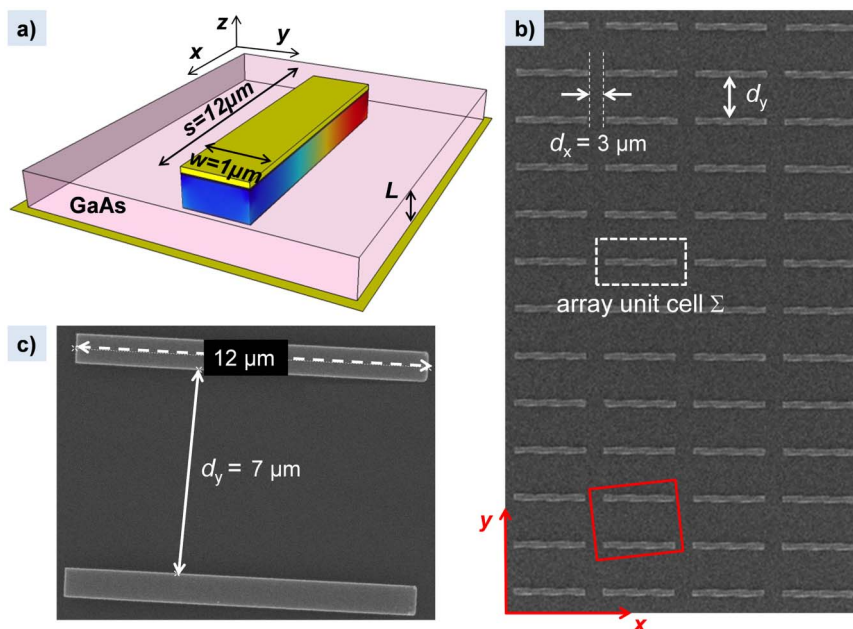 a)
z
y
x
s=12μm
w=1μm
L
GaAs
b)
dx = 3 μm
dy
array unit cell Σ
y
x
c)
12 μm
dy = 7 μm